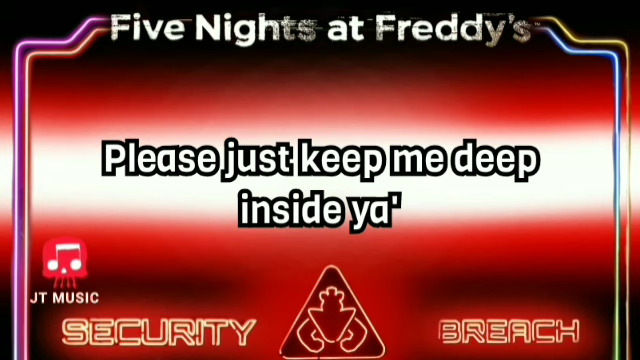 Five Nights at Freddy's
Please just keep me deep
inside ya'
JT MUSIC
SECURITY BREACH